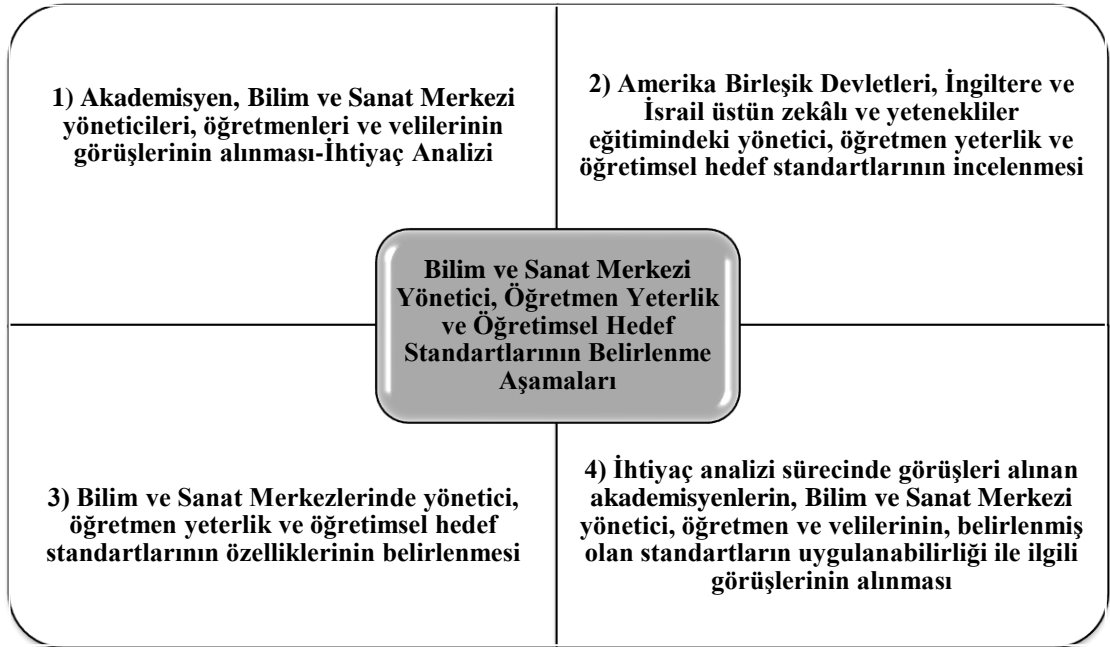 1) Akademisyen, Bilim ve Sanat Merkezi
yöneticileri, öğretmenleri ve velilerinin
görüşlerinin alınması-İhtiyaç Analizi
2) Amerika Birleşik Devletleri, İngiltere ve
İsrail üstün zekâlı ve yetenekliler
eğitimindeki yönetici, öğretmen yeterlik ve
öğretimsel hedef standartlarının incelenmesi
Bilim ve Sanat Merkezi
Yönetici, Öğretmen Yeterlik
ve Öğretimsel Hedef
Standartlarının Belirlenme
Aşamaları
3) Bilim ve Sanat Merkezlerinde yönetici,
öğretmen yeterlik ve öğretimsel hedef
standartlarının özelliklerinin belirlenmesi
4) İhtiyaç analizi sürecinde görüşleri alınan
akademisyenlerin, Bilim ve Sanat Merkezi
yönetici, öğretmen ve velilerinin, belirlenmiş
olan standartların uygulanabilirliği ile ilgili
görüşlerinin alınması